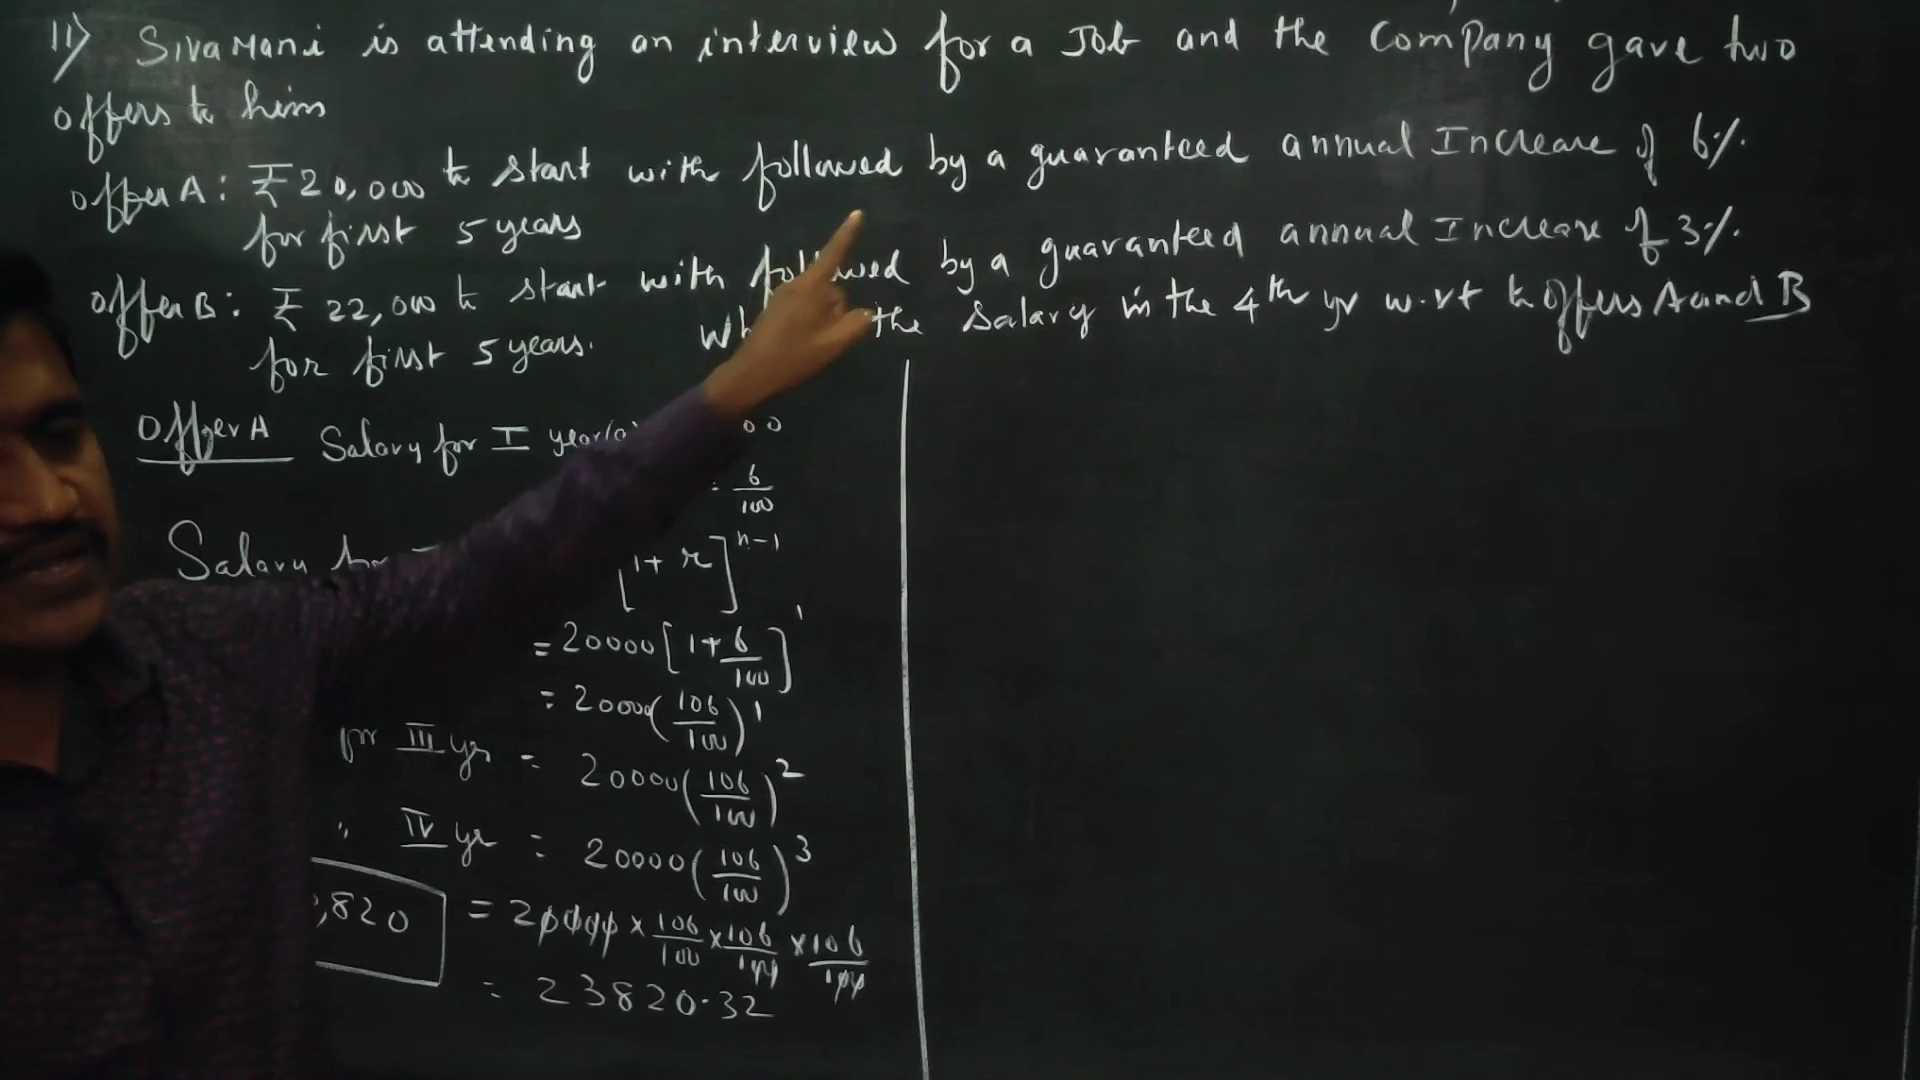 11) Sivamani is attending an interview for a Job and the Company gave two
offers to him
Offer A: ₹20,000 to start with followed by a guaranteed annual Increase of 6%.
for first 5 years
Offer B: ₹ 22,000 to start with followed by a guaranteed annual Increase of 3%.
for first 5 years. the Salary in the 4th yr w.r.t to offers A and B
Offer A Salary for I year(a) 00
= 6/100
Salary for [1+r]^n-1
= 20000[1+6/100]^1
= 20000(106/100)^1
for III yr = 20000(106/100)^2
" IV yr = 20000(106/100)^3
,820 = 20000 × 106/100 × 106/100 × 106/100
= 23820.32